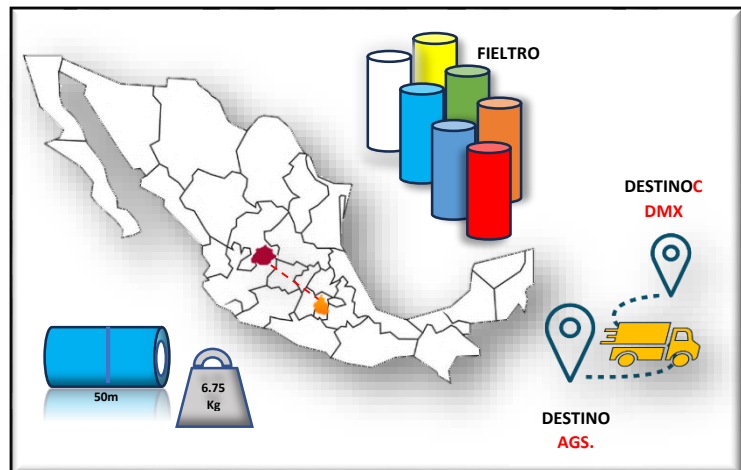 FIELTRO
DESTINOC
DMX
50m
6.75
Kg
DESTINO
AGS.